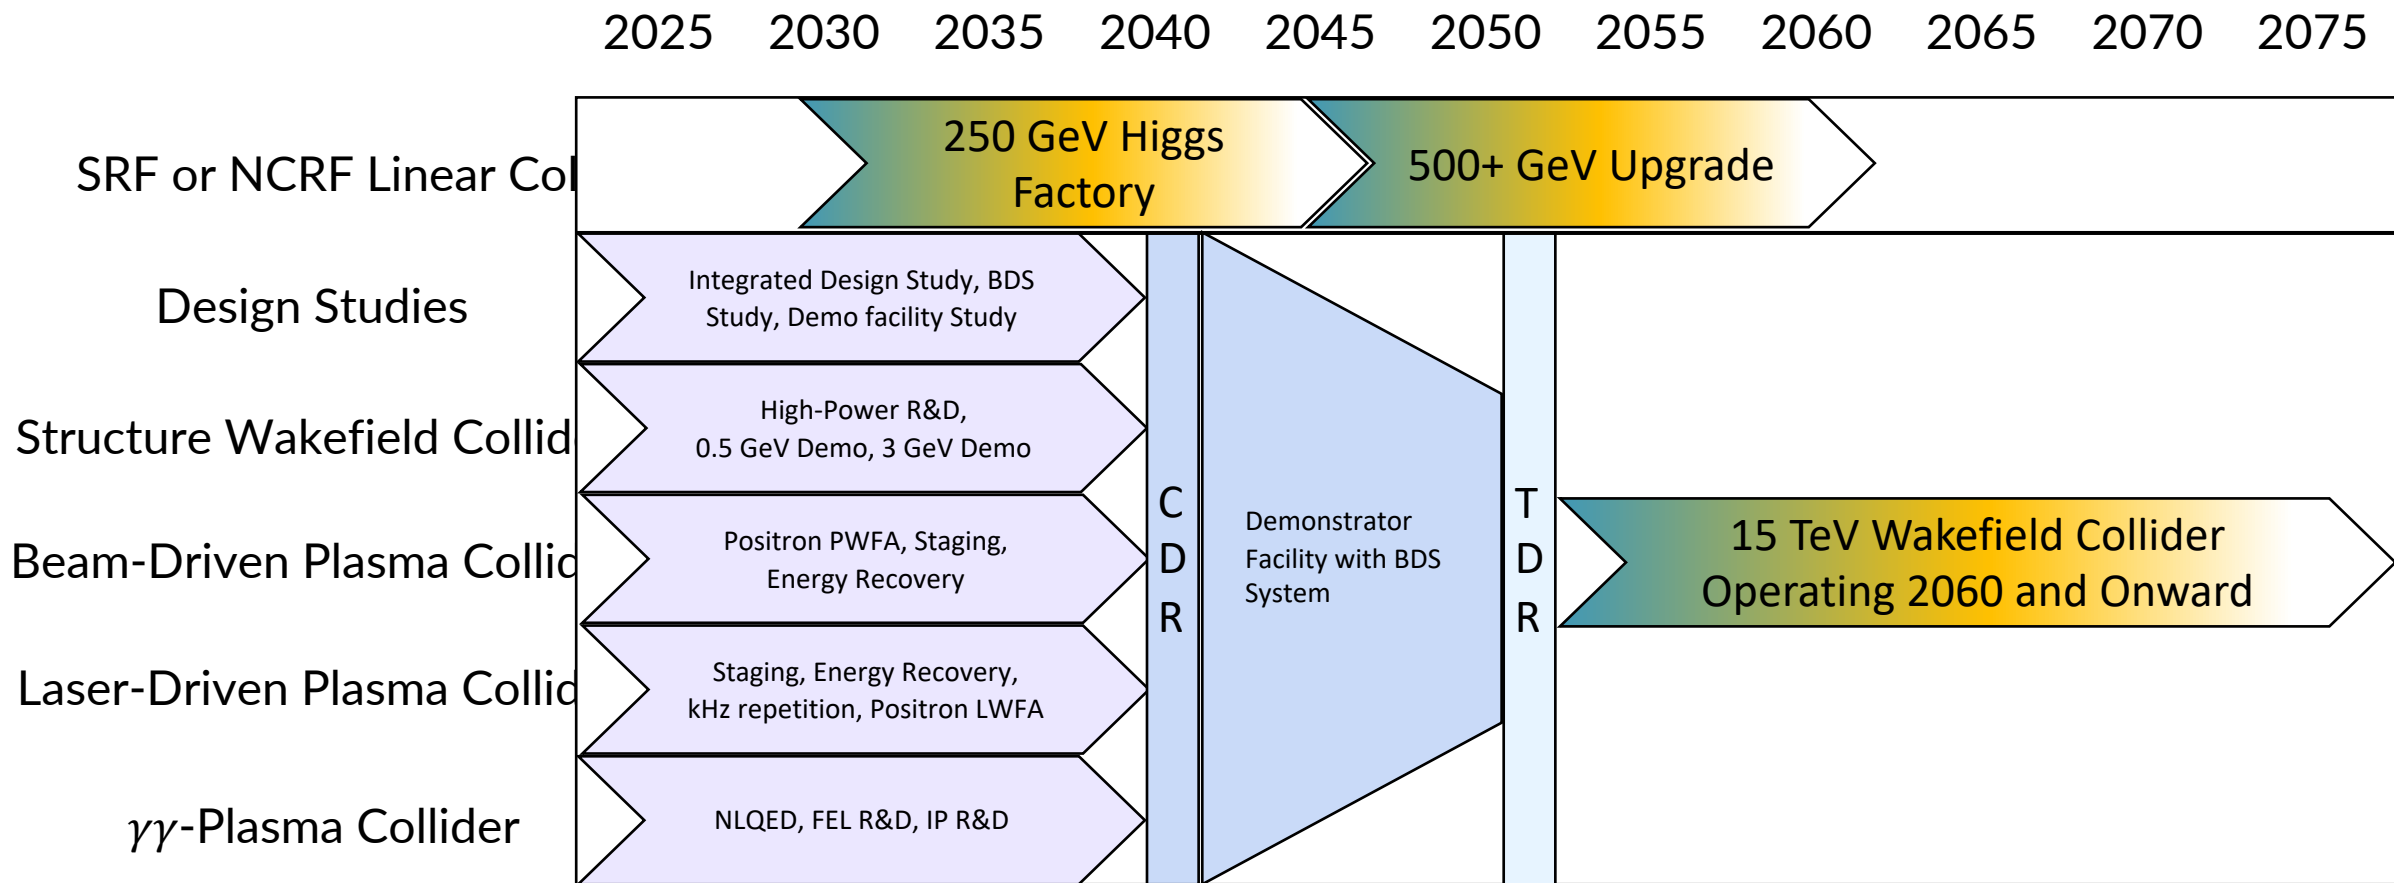 2025 2030 2035 2040 2045 2050 2055 2060 2065 2070 2075
SRF or NCRF Linear Col
250 GeV Higgs
Factory
500+ GeV Upgrade
Design Studies
Integrated Design Study, BDS
Study, Demo facility Study
Structure Wakefield Collid
High-Power R&D,
0.5 GeV Demo, 3 GeV Demo
Beam-Driven Plasma Collid
Positron PWFA, Staging,
Energy Recovery
Laser-Driven Plasma Collid
Staging, Energy Recovery,
kHz repetition, Positron LWFA
γγ-Plasma Collider
NLQED, FEL R&D, IP R&D
C
D
R
Demonstrator
Facility with BDS
System
T
D
R
15 TeV Wakefield Collider
Operating 2060 and Onward